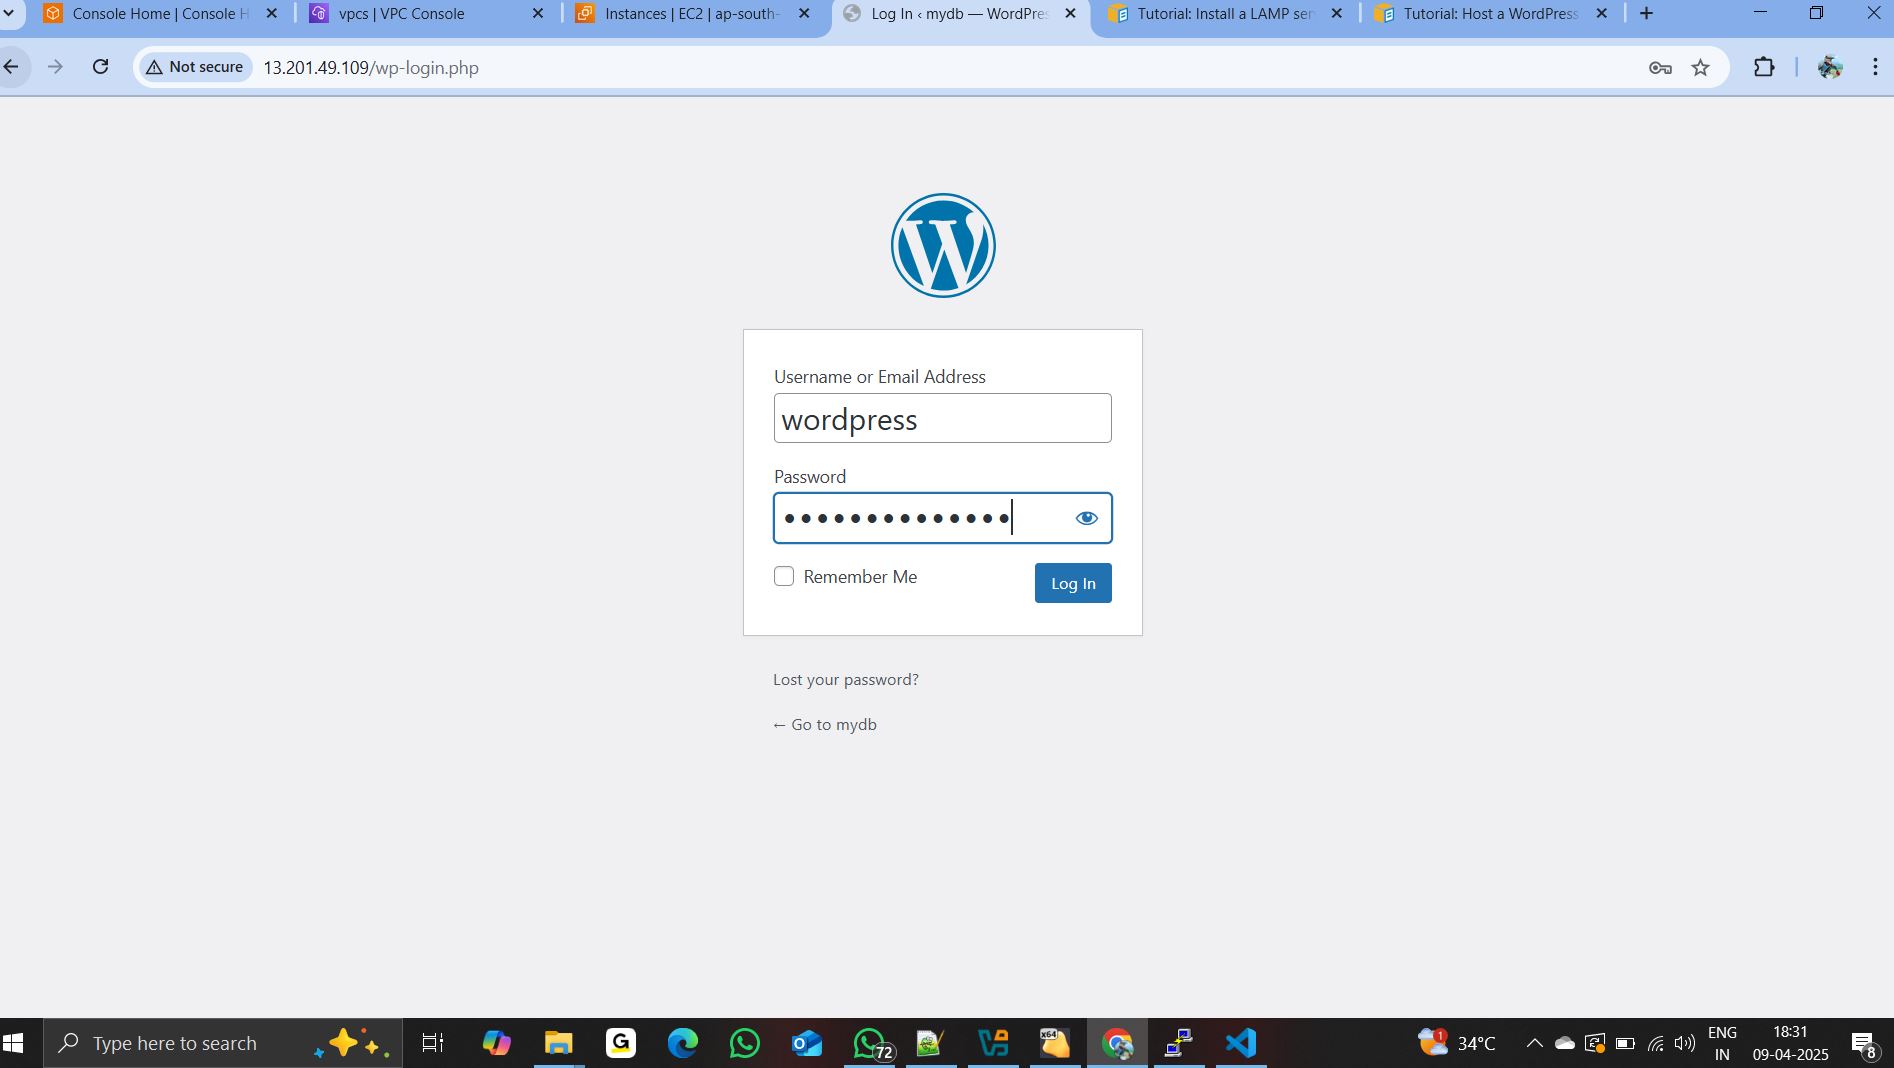 Console Home | Console H
vpcs | VPC Console
Instances | EC2 | ap-south-
Log In ‹ mydb — WordPres
Tutorial: Install a LAMP ser
Tutorial: Host a WordPress
Not secure
13.201.49.109/wp-login.php
Username or Email Address
wordpress
Password
Remember Me
Log In
Lost your password?
← Go to mydb
Type here to search
G
72
x64
1
34°C
ENG
IN
18:31
09-04-2025
8